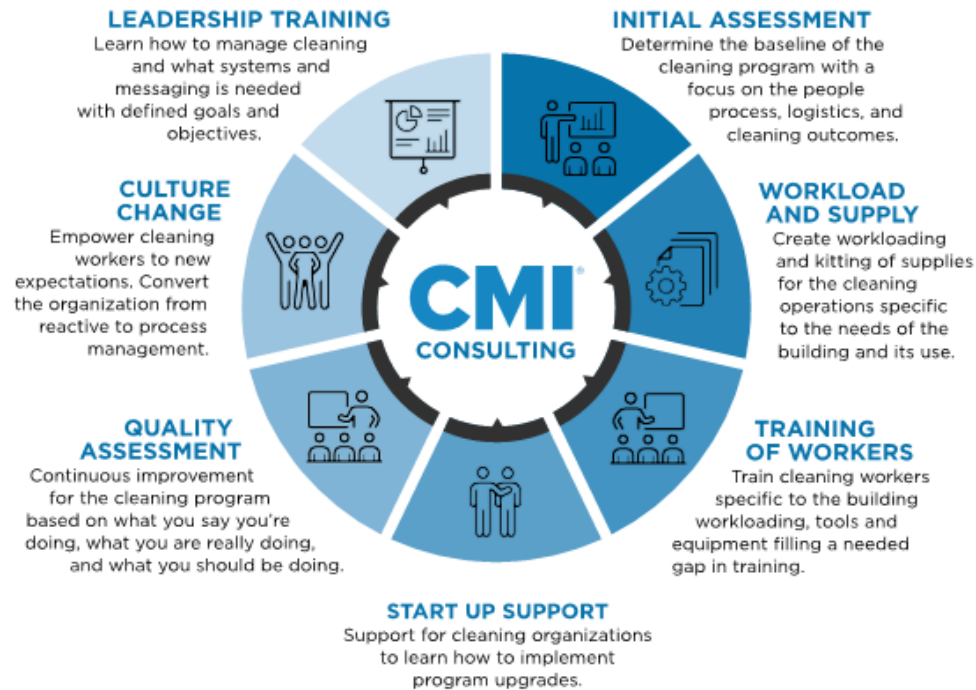 LEADERSHIP TRAINING
Learn how to manage cleaning
and what systems and
messaging is needed
with defined goals and
objectives.
INITIAL ASSESSMENT
Determine the baseline of the
cleaning program with a
focus on the people
process, logistics, and
cleaning outcomes.
CULTURE
CHANGE
Empower cleaning
workers to new
expectations. Convert
the organization from
reactive to process
management.
WORKLOAD
AND SUPPLY
Create workloading
and kitting of supplies
for the cleaning
operations specific
to the needs of the
building and its use.
CMI®
CONSULTING
QUALITY
ASSESSMENT
Continuous improvement
for the cleaning program
based on what you say you're
doing, what you are really doing,
and what you should be doing.
TRAINING
OF WORKERS
Train cleaning workers
specific to the building
workloading, tools and
equipment filling a needed
gap in training.
START UP SUPPORT
Support for cleaning organizations
to learn how to implement
program upgrades.